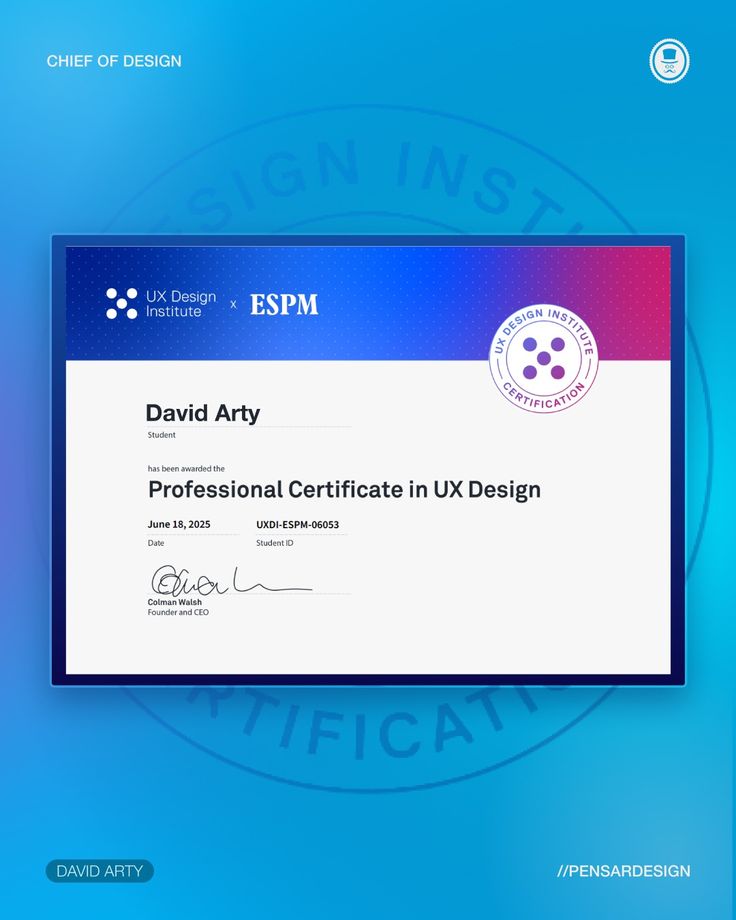 CHIEF OF DESIGN
DESIGN INSTIT
UX Design
Institute
x
ESPM
UX DESIGN INSTITUTE
CERTIFICATION
David Arty
Student
has been awarded the
Professional Certificate in UX Design
June 18, 2025
UXDI-ESPM-06053
Date
Student ID
Colman Walsh
Founder and CEO
RTIFICATI
DAVID ARTY
//PENSARDESIGN